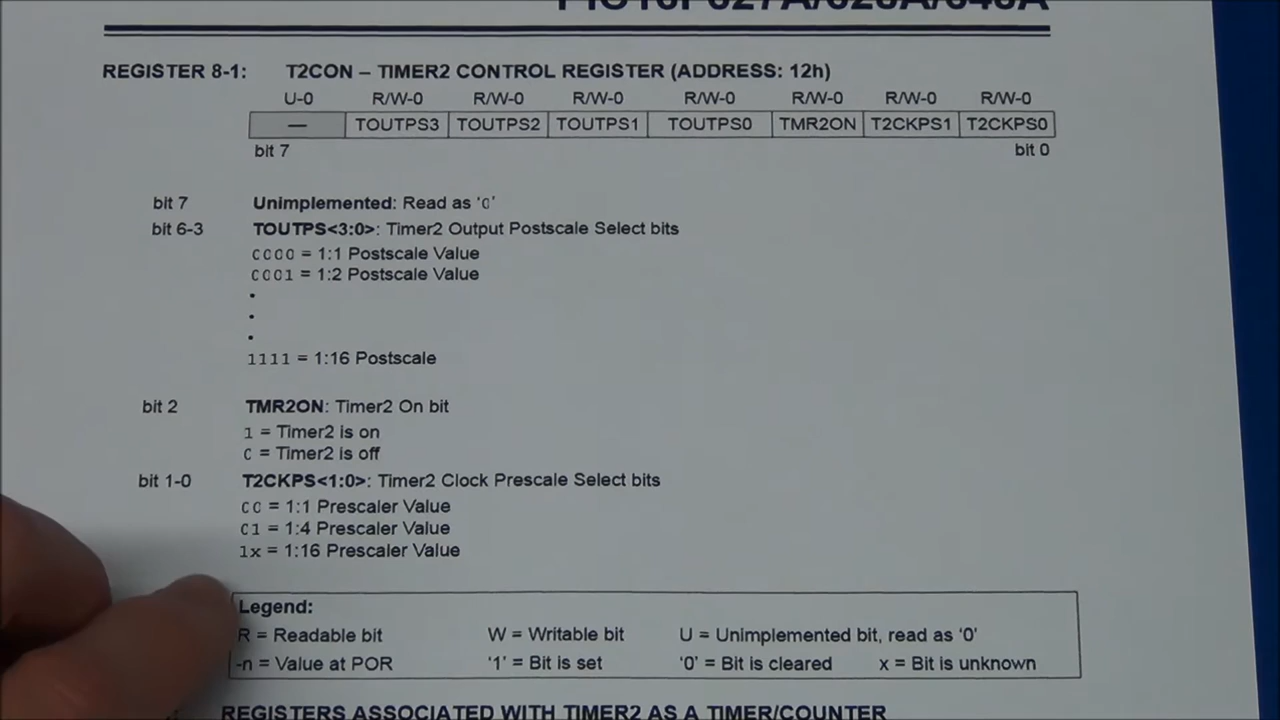 PIC16F627A/628A/648A
REGISTER 8-1: T2CON – TIMER2 CONTROL REGISTER (ADDRESS: 12h)
U-0 R/W-0 R/W-0 R/W-0 R/W-0 R/W-0 R/W-0 R/W-0
— TOUTPS3 TOUTPS2 TOUTPS1 TOUTPS0 TMR2ON T2CKPS1 T2CKPS0
bit 7 bit 0
bit 7 Unimplemented: Read as ‘0’
bit 6-3 TOUTPS<3:0>: Timer2 Output Postscale Select bits
0000 = 1:1 Postscale Value
0001 = 1:2 Postscale Value
•
•
•
1111 = 1:16 Postscale
bit 2 TMR2ON: Timer2 On bit
1 = Timer2 is on
0 = Timer2 is off
bit 1-0 T2CKPS<1:0>: Timer2 Clock Prescale Select bits
00 = 1:1 Prescaler Value
01 = 1:4 Prescaler Value
1x = 1:16 Prescaler Value
Legend:
R = Readable bit W = Writable bit U = Unimplemented bit, read as ‘0’
-n = Value at POR ‘1’ = Bit is set ‘0’ = Bit is cleared x = Bit is unknown
REGISTERS ASSOCIATED WITH TIMER2 AS A TIMER/COUNTER